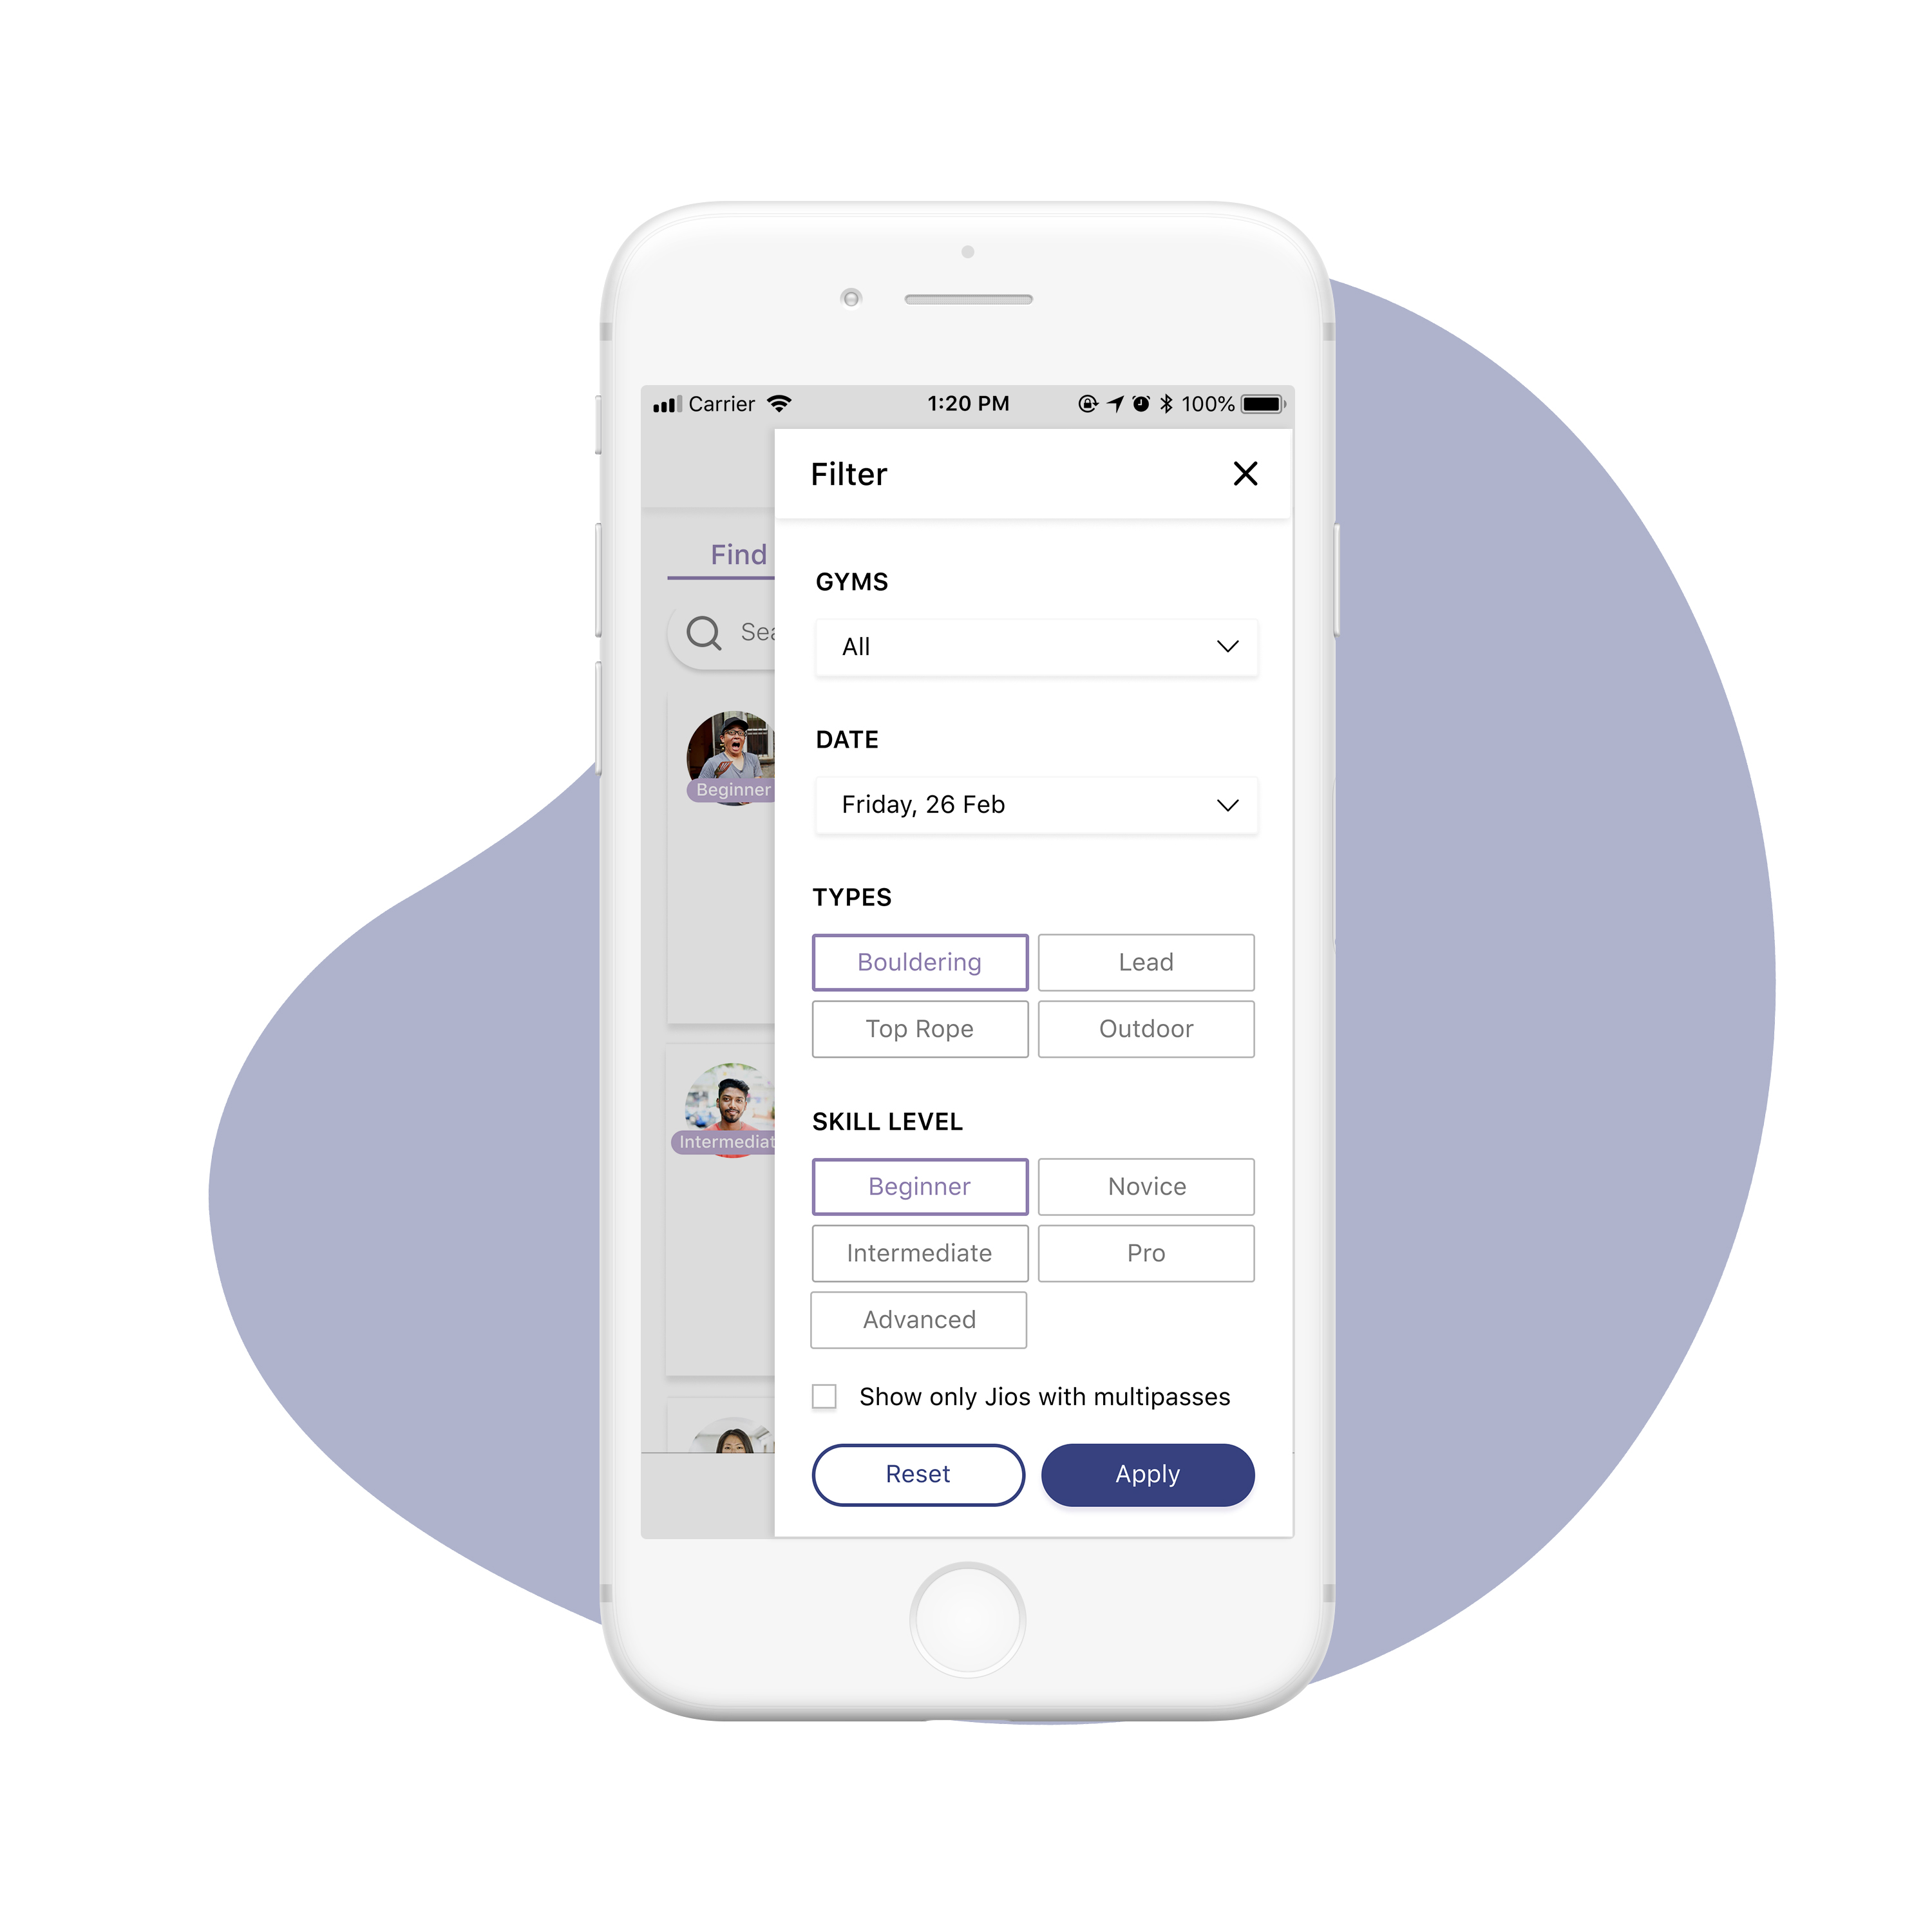 Carrier 1:20 PM 100%
Filter
Find
Sea
GYMS
All
DATE
Beginner
Friday, 26 Feb
TYPES
Bouldering Lead
Top Rope Outdoor
SKILL LEVEL
Intermediat
Beginner Novice
Intermediate Pro
Advanced
Show only Jios with multipasses
Reset Apply